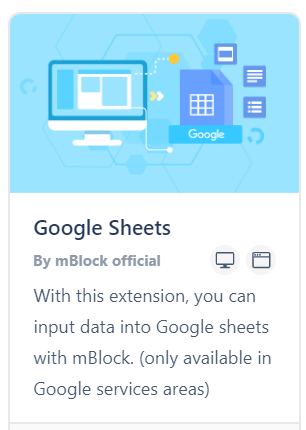 Google
Google Sheets
By mBlock official
With this extension, you can
input data into Google sheets
with mBlock. (only available in
Google services areas)